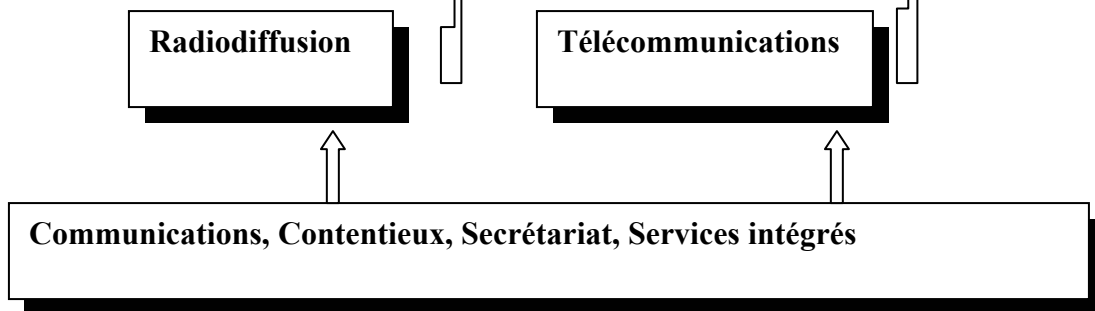 Radiodiffusion
Télécommunications
Communications, Contentieux, Secrétariat, Services intégrés